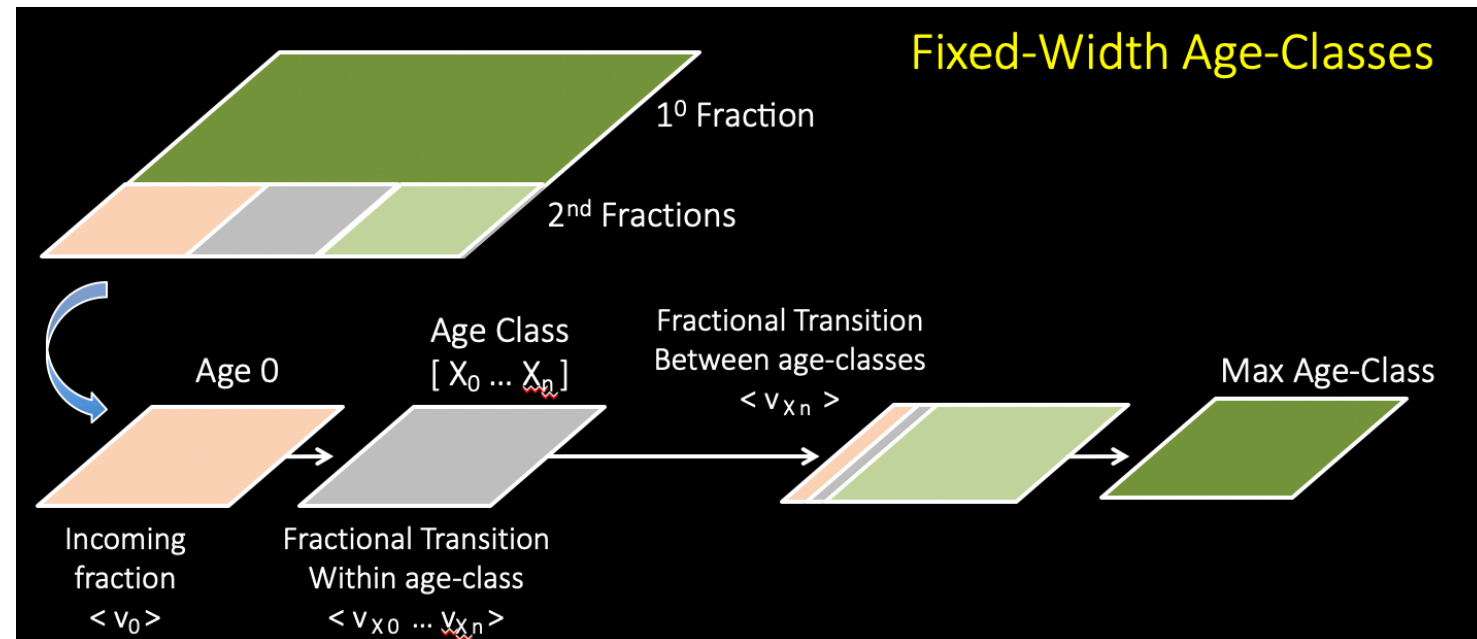 Fixed-Width Age-Classes
1⁰ Fraction
2ⁿᵈ Fractions
Age 0
Age Class
[ X₀ ... Xₙ ]
Fractional Transition
Between age-classes
< vₓₙ >
Max Age-Class
Incoming
fraction
< v₀ >
Fractional Transition
Within age-class
< vₓ₀ ... vₓₙ >